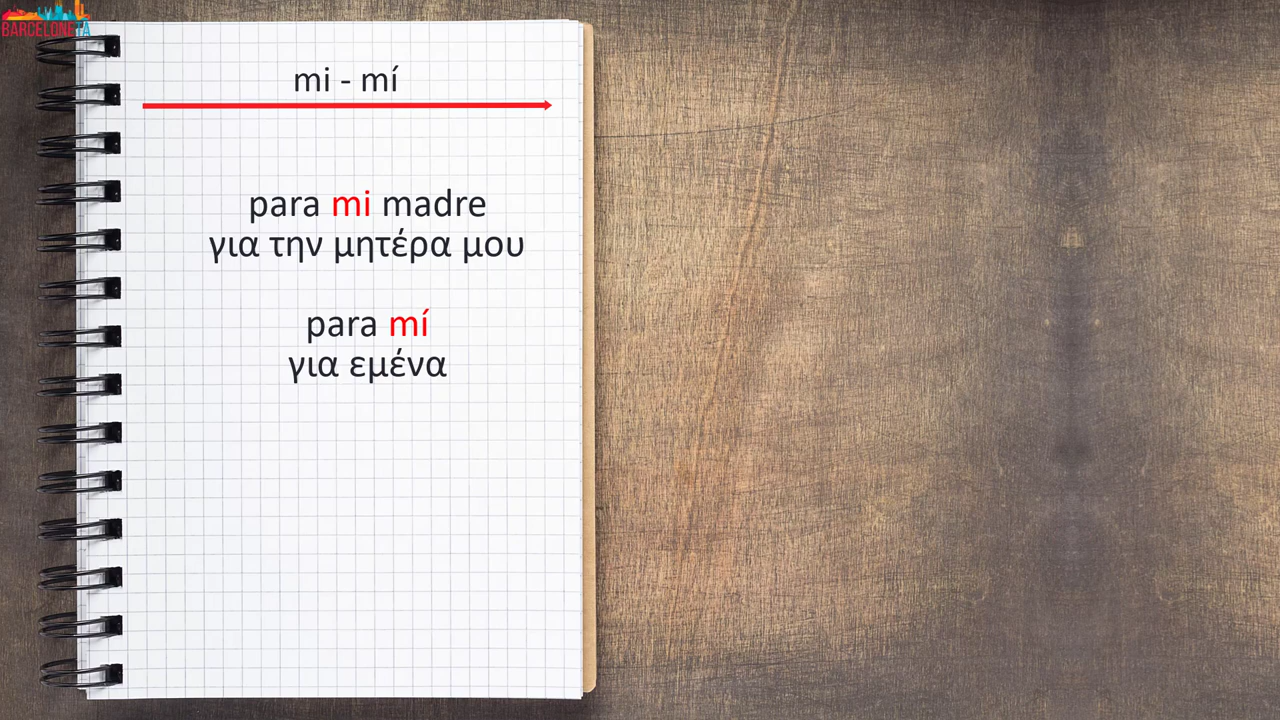 BARCELONETA
mi - mí
para mi madre
για την μητέρα μου
para mí
για εμένα